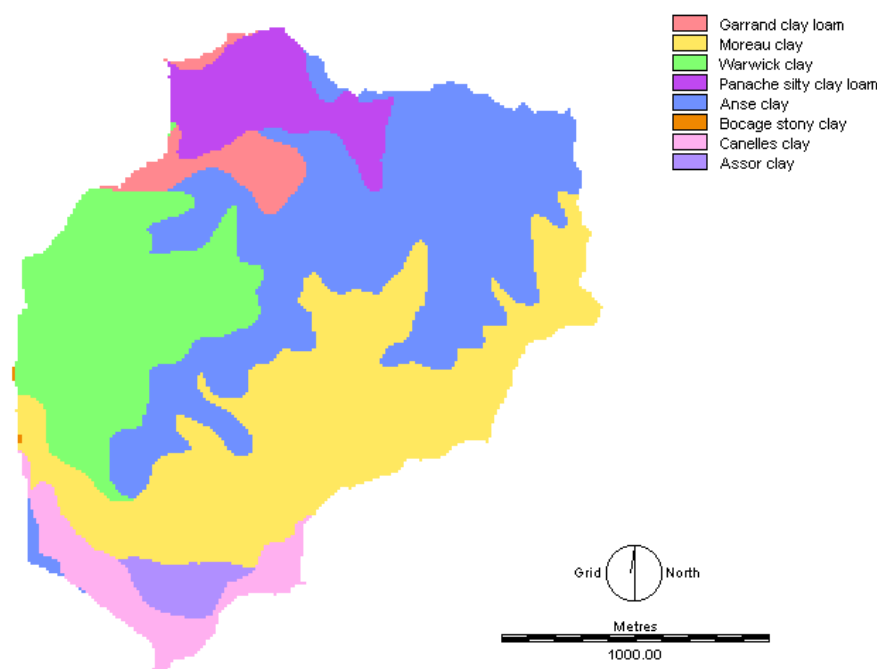 Garrand clay loam
Moreau clay
Warwick clay
Panache silty clay loam
Anse clay
Bocage stony clay
Canelles clay
Assor clay
Grid North
Metres
1000.00